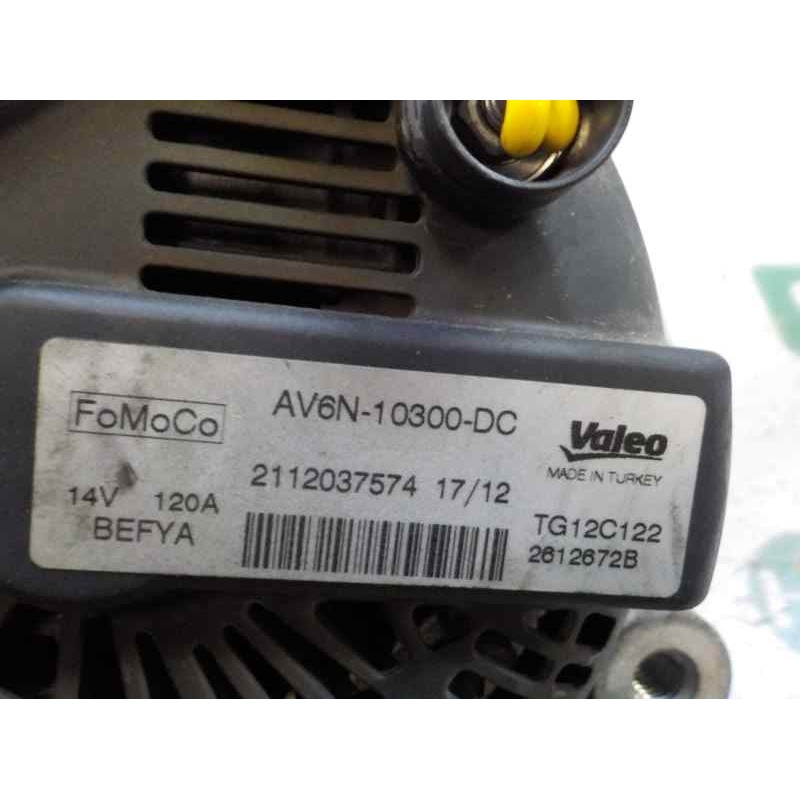 FoMoCo
AV6N-10300-DC
Valeo
MADE IN TURKEY
2112037574 17/12
14V 120A
BEFYA
TG12C122
2612672B